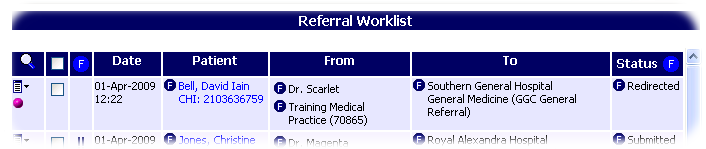 Referral Worklist
F Date Patient From To Status F
01-Apr-2009 F Bell, David Iain F Dr. Scarlet F Southern General Hospital F Redirected
12:22 CHI: 2103636759 F Training Medical General Medicine (GGC General
Practice (70865) Referral)
01-Apr-2009 F Jones, Christine F Dr. Magenta F Royal Alexandra Hospital F Submitted